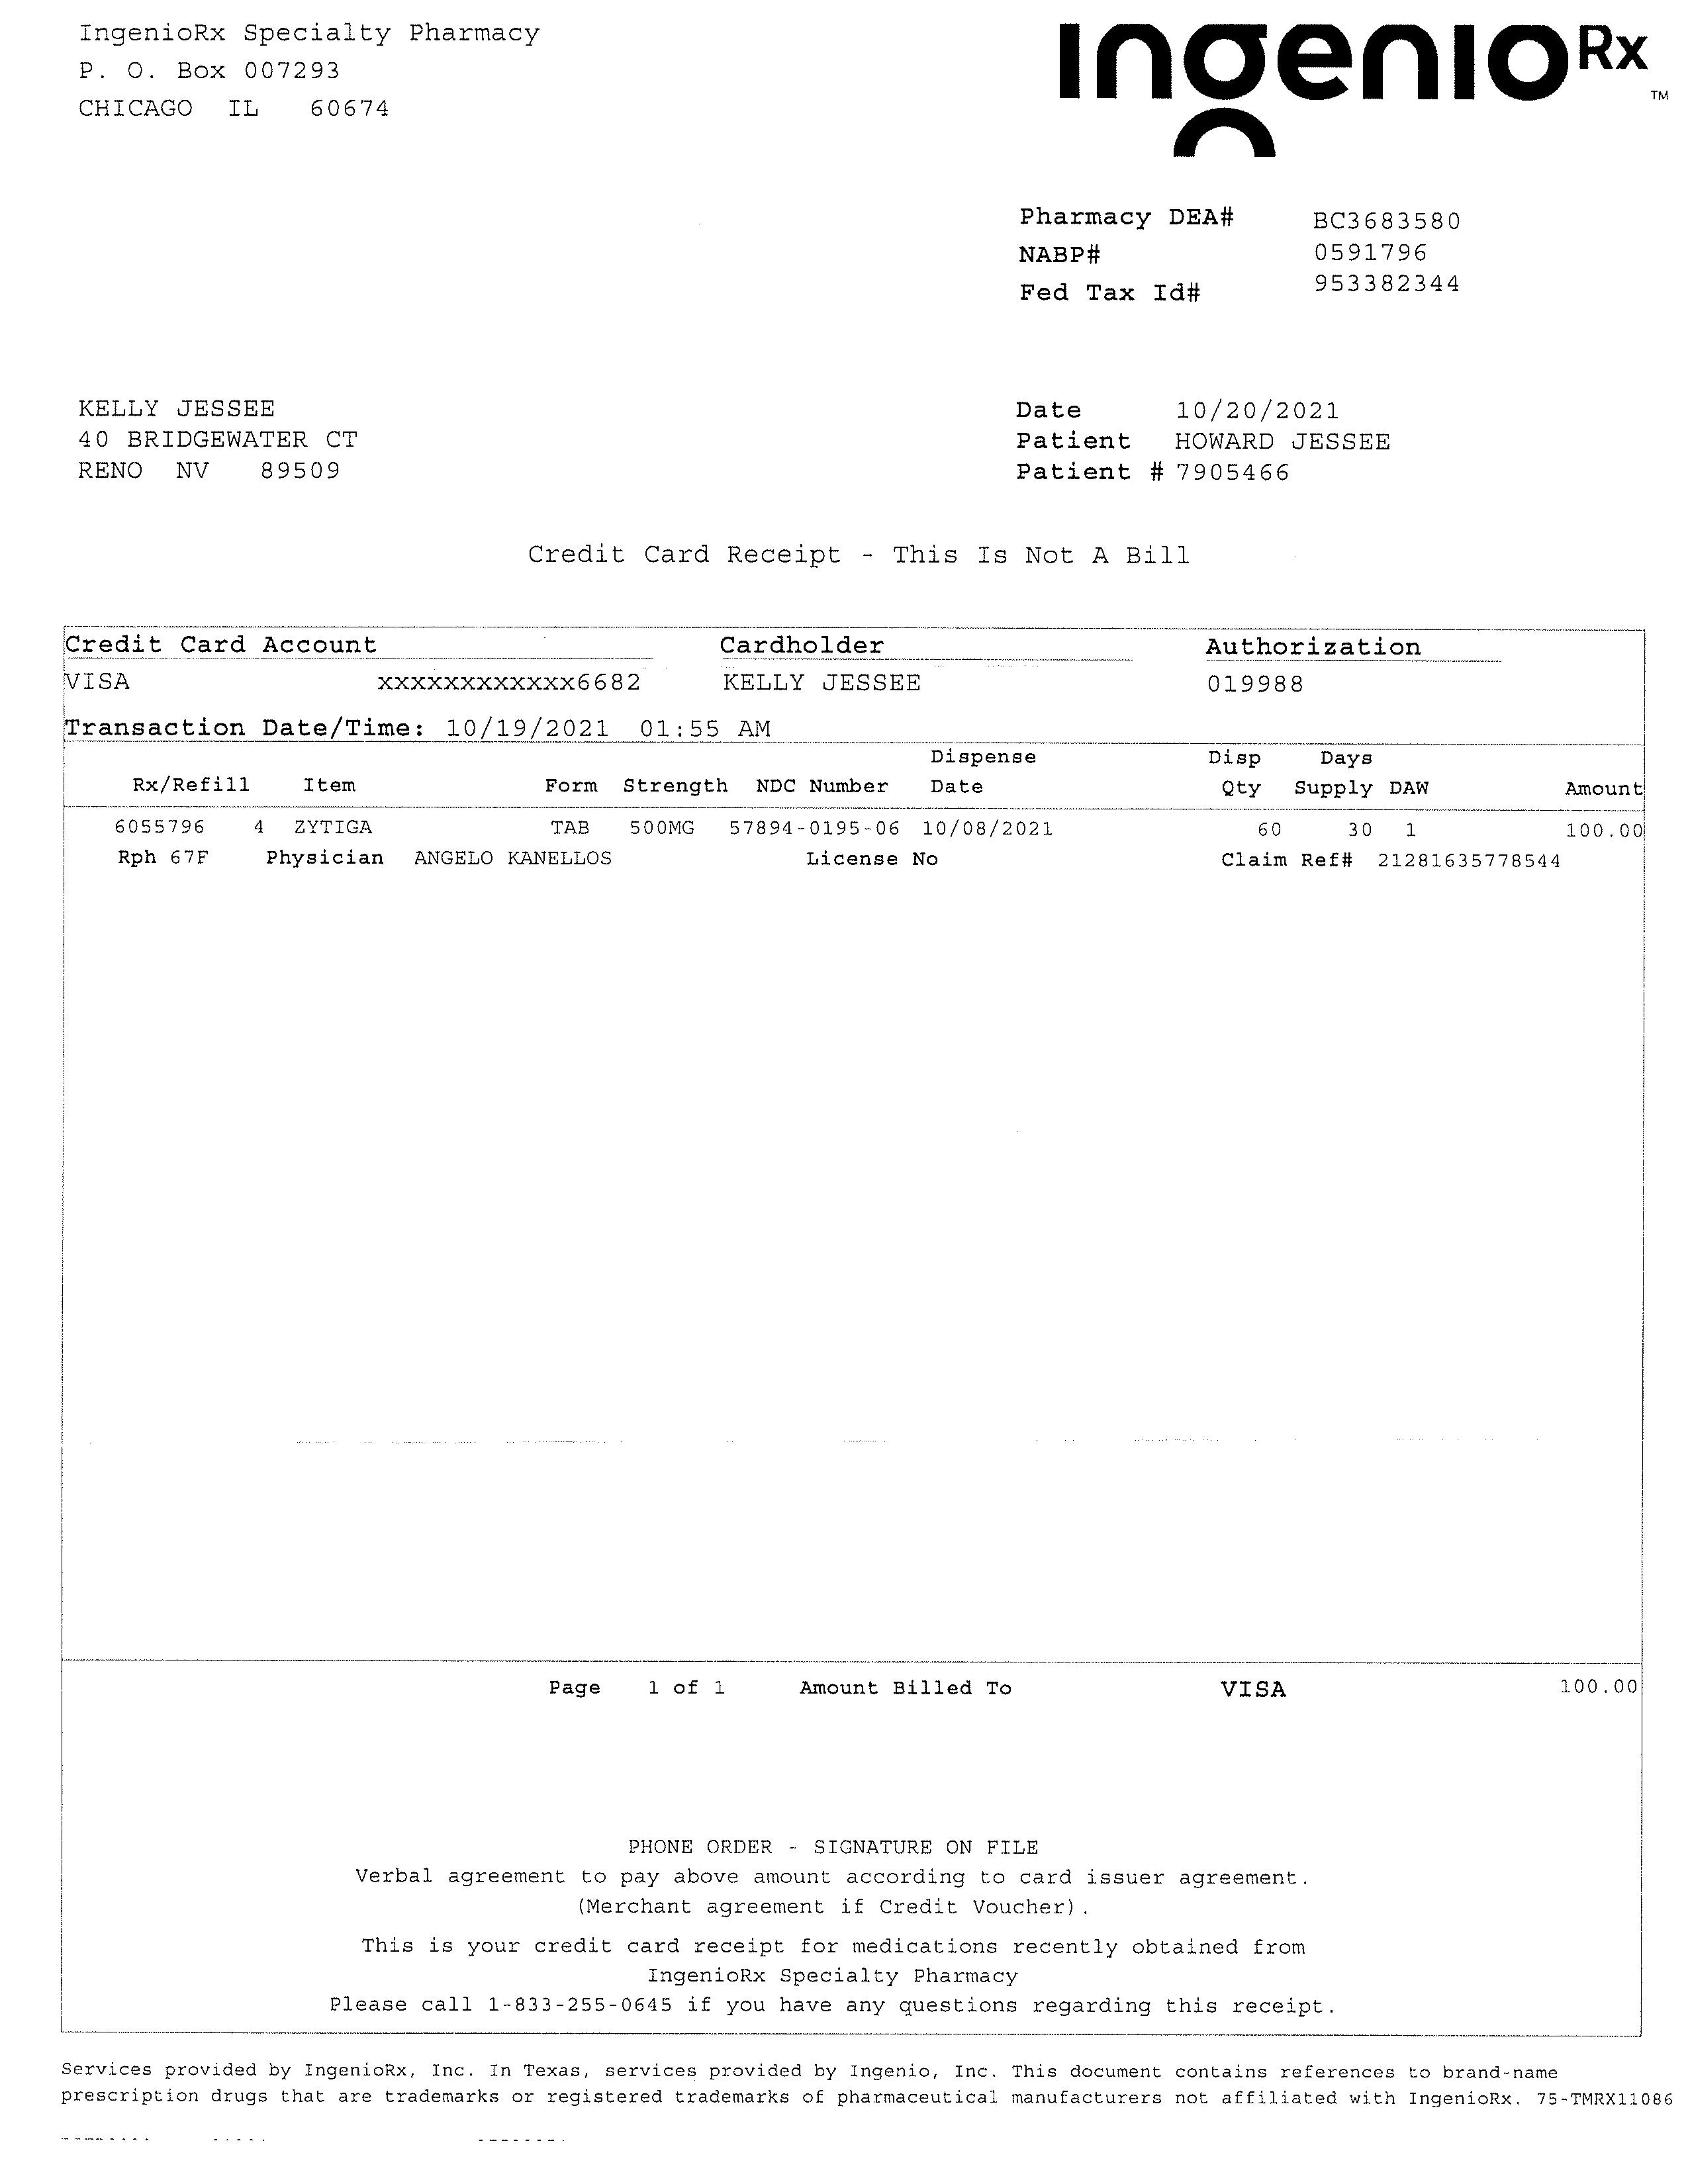 IngenioRx Specialty Pharmacy
P. O. Box 007293
CHICAGO IL 60674
IngenioRx TM
Pharmacy DEA# BC3683580
NABP# 0591796
Fed Tax Id# 953382344
KELLY JESSEE
40 BRIDGEWATER CT
RENO NV 89509
Date 10/20/2021
Patient HOWARD JESSEE
Patient # 7905466
Credit Card Receipt - This Is Not A Bill
Credit Card Account Cardholder Authorization
VISA xxxxxxxxxxxx6682 KELLY JESSEE 019988
Transaction Date/Time: 10/19/2021 01:55 AM
Dispense Disp Days
Rx/Refill Item Form Strength NDC Number Date Qty Supply DAW Amount
6055796 4 ZYTIGA TAB 500MG 57894-0195-06 10/08/2021 60 30 1 100.00
Rph 67F Physician ANGELO KANELLOS License No Claim Ref# 21281635778544
Page 1 of 1 Amount Billed To VISA 100.00
PHONE ORDER - SIGNATURE ON FILE
Verbal agreement to pay above amount according to card issuer agreement.
(Merchant agreement if Credit Voucher).
This is your credit card receipt for medications recently obtained from
IngenioRx Specialty Pharmacy
Please call 1-833-255-0645 if you have any questions regarding this receipt.
Services provided by IngenioRx, Inc. In Texas, services provided by Ingenio, Inc. This document contains references to brand-name
prescription drugs that are trademarks or registered trademarks of pharmaceutical manufacturers not affiliated with IngenioRx. 75-TMRX11086